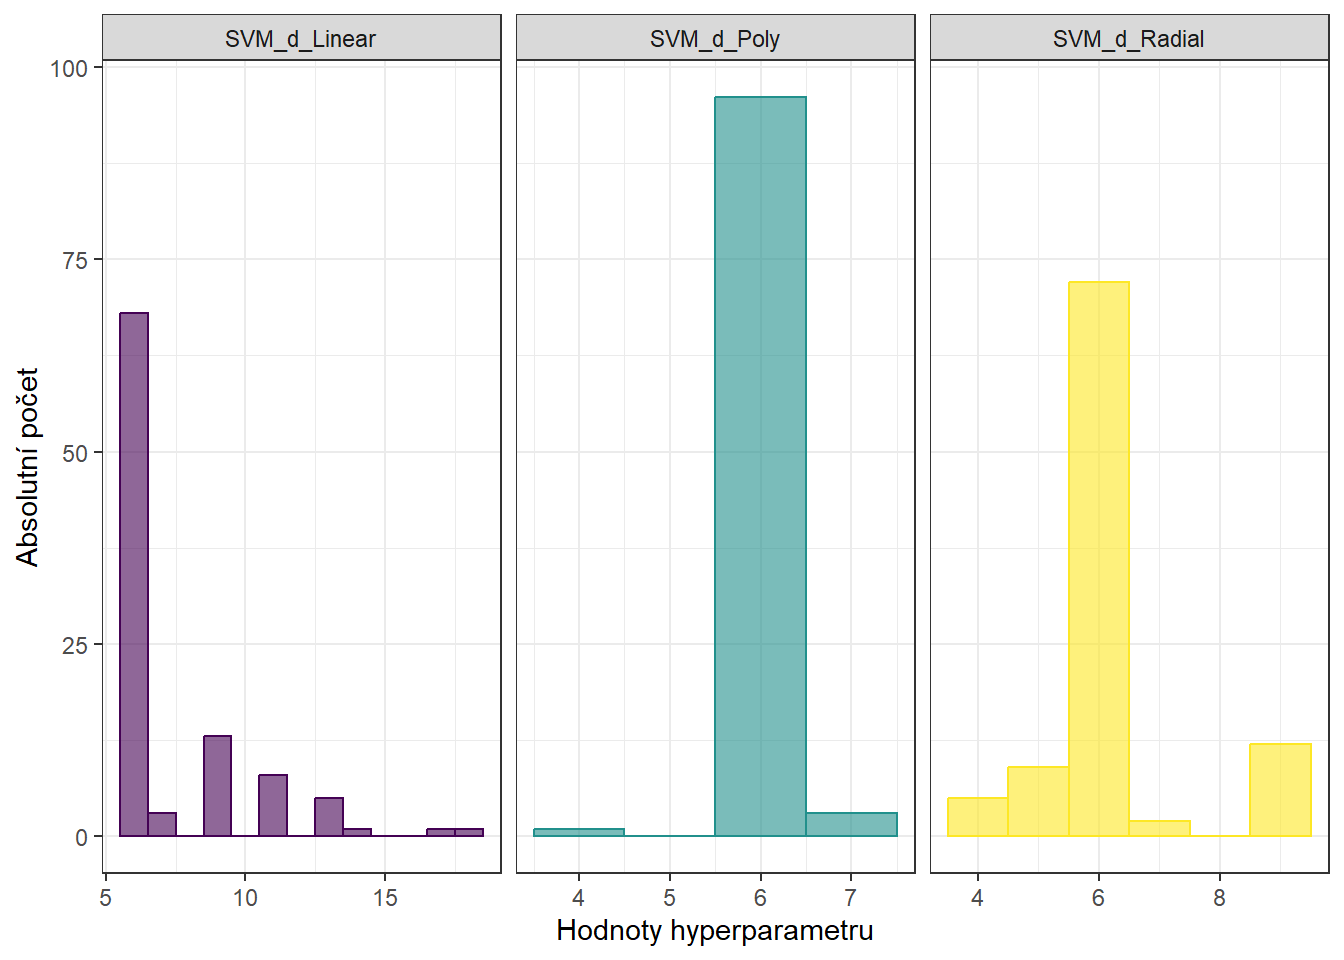 SVM_d_Linear
SVM_d_Poly
SVM_d_Radial
100
75
50
25
0
Absolutní počet
5 10 15
4 5 6 7
4 6 8
Hodnoty hyperparametru